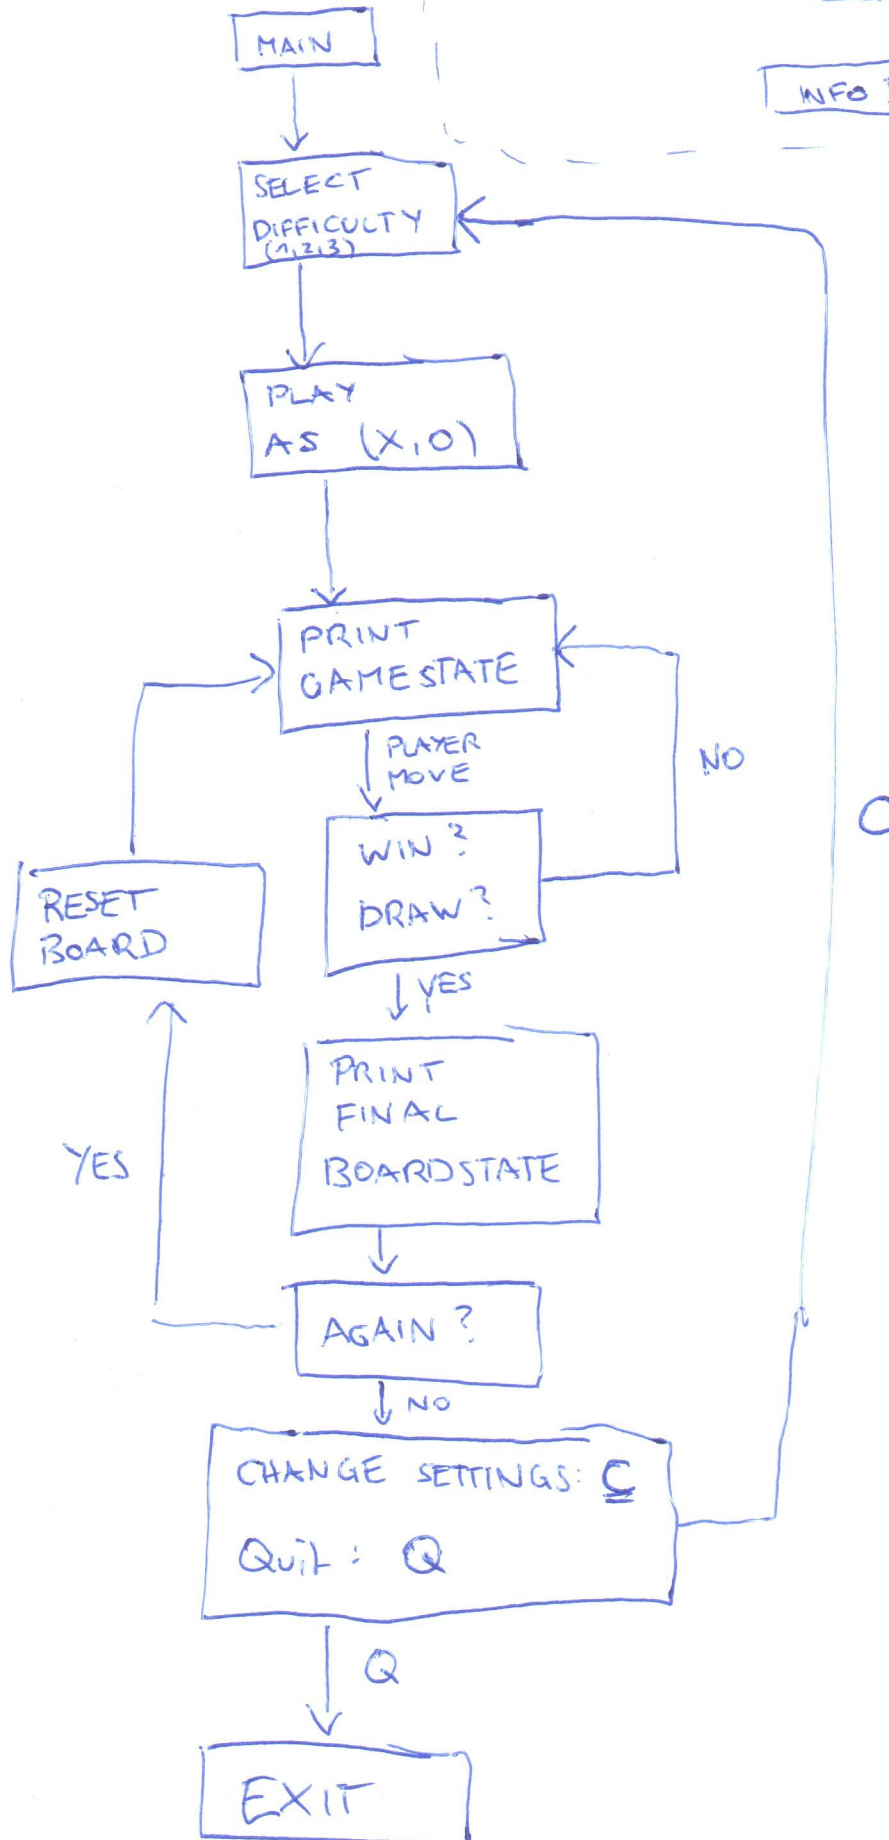 MAIN
INFO
SELECT
DIFFICULTY
(1,2,3)
PLAY
AS (X,O)
PRINT
GAMESTATE
PLAYER
MOVE
NO
WIN?
DRAW?
C
RESET
BOARD
YES
PRINT
FINAL
BOARDSTATE
YES
AGAIN?
NO
CHANGE SETTINGS: C
Quit: Q
Q
EXIT